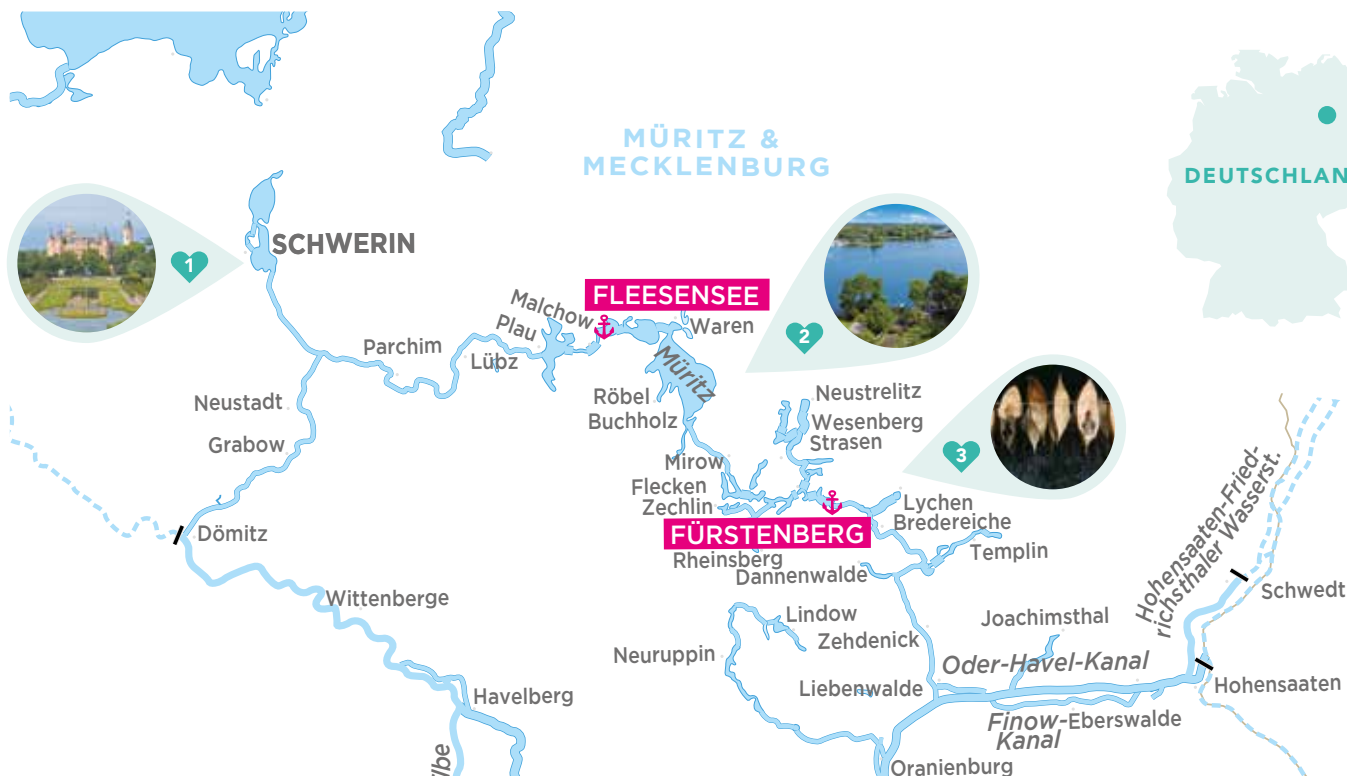 MÜRITZ &
MECKLENBURG
DEUTSCHLAN
1
SCHWERIN
FLEESENSEE
Malchow
Waren
Plau
2
Parchim
Lübz
Müritz
Röbel
Buchholz
Neustrelitz
Wesenberg
Strasen
Neustadt
Grabow
3
Mirow
Flecken
Zechlin
Lychen
Bredereiche
FÜRSTENBERG
Templin
Rheinsberg
Dannenwalde
Dömitz
Hohensaaten-Fried-
richsthaler Wasserst.
Schwedt
Wittenberge
Lindow
Joachimsthal
Zehdenick
Neuruppin
Oder-Havel-Kanal
Liebenwalde
Hohensaaten
Havelberg
Finow-
Kanal
Eberswalde
lbe
Oranienburg